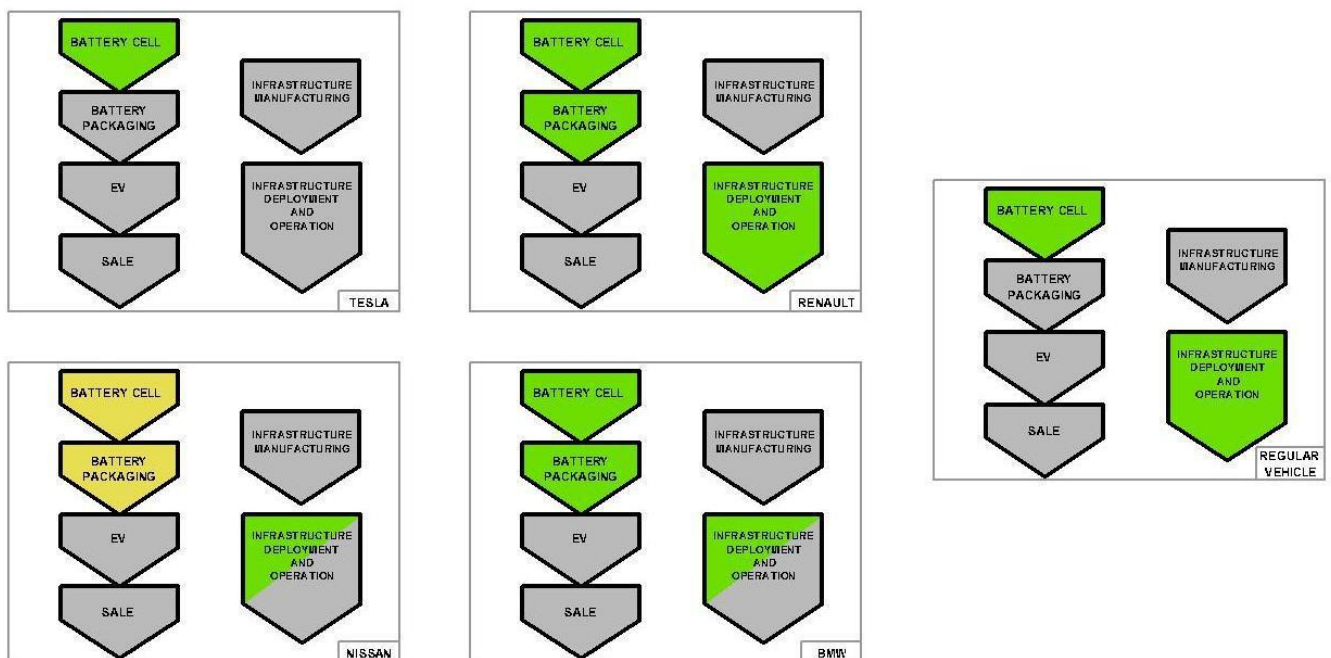 BATTERY CELL
BATTERY
PACKAGING
EV
SALE
INFRASTRUCTURE
MANUFACTURING
INFRASTRUCTURE
DEPLOYMENT
AND
OPERATION
TESLA
BATTERY CELL
BATTERY
PACKAGING
EV
SALE
INFRASTRUCTURE
MANUFACTURING
INFRASTRUCTURE
DEPLOYMENT
AND
OPERATION
RENAULT
BATTERY CELL
BATTERY
PACKAGING
EV
SALE
INFRASTRUCTURE
MANUFACTURING
INFRASTRUCTURE
DEPLOYMENT
AND
OPERATION
REGULAR
VEHICLE
BATTERY CELL
BATTERY
PACKAGING
EV
SALE
INFRASTRUCTURE
MANUFACTURING
INFRASTRUCTURE
DEPLOYMENT
AND
OPERATION
NISSAN
BATTERY CELL
BATTERY
PACKAGING
EV
SALE
INFRASTRUCTURE
MANUFACTURING
INFRASTRUCTURE
DEPLOYMENT
AND
OPERATION
BMW